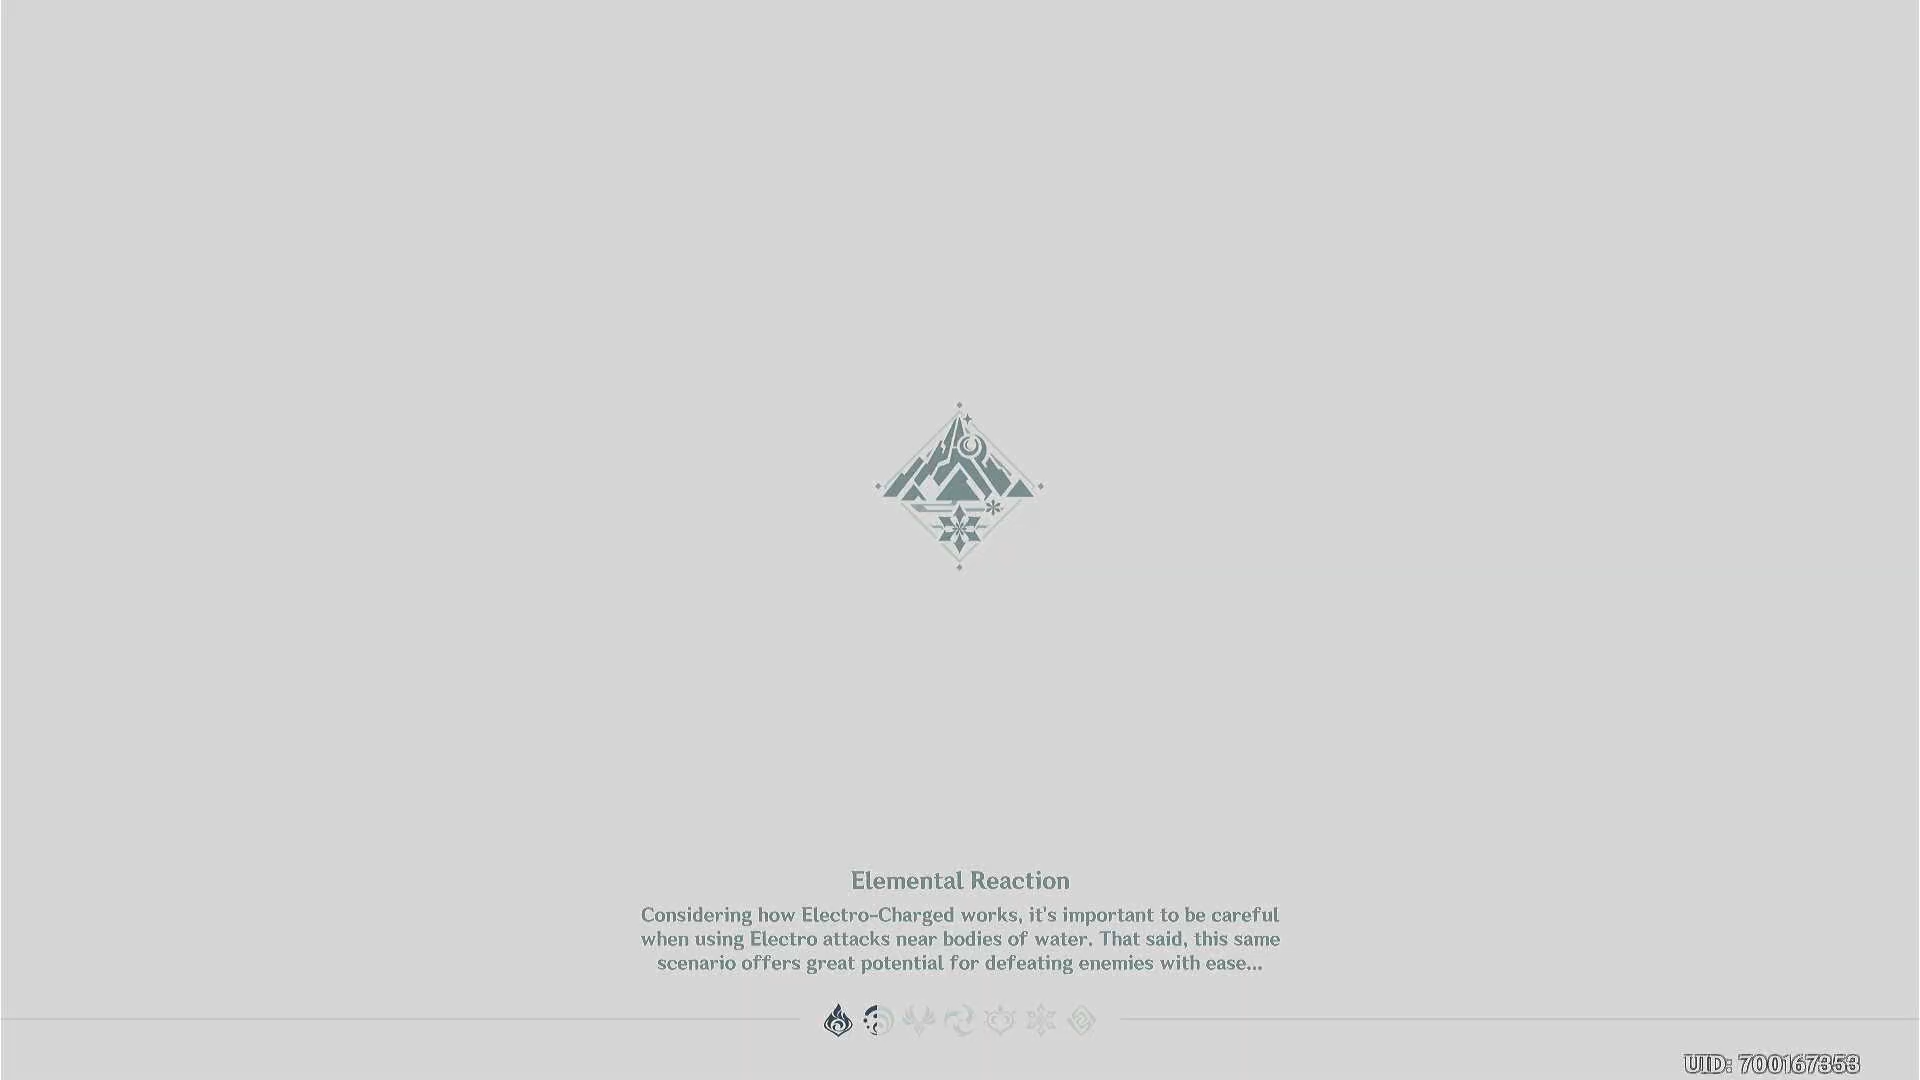 Elemental Reaction
Considering how Electro-Charged works, it's important to be careful
when using Electro attacks near bodies of water. That said, this same
scenario offers great potential for defeating enemies with ease...
UID: 700167353